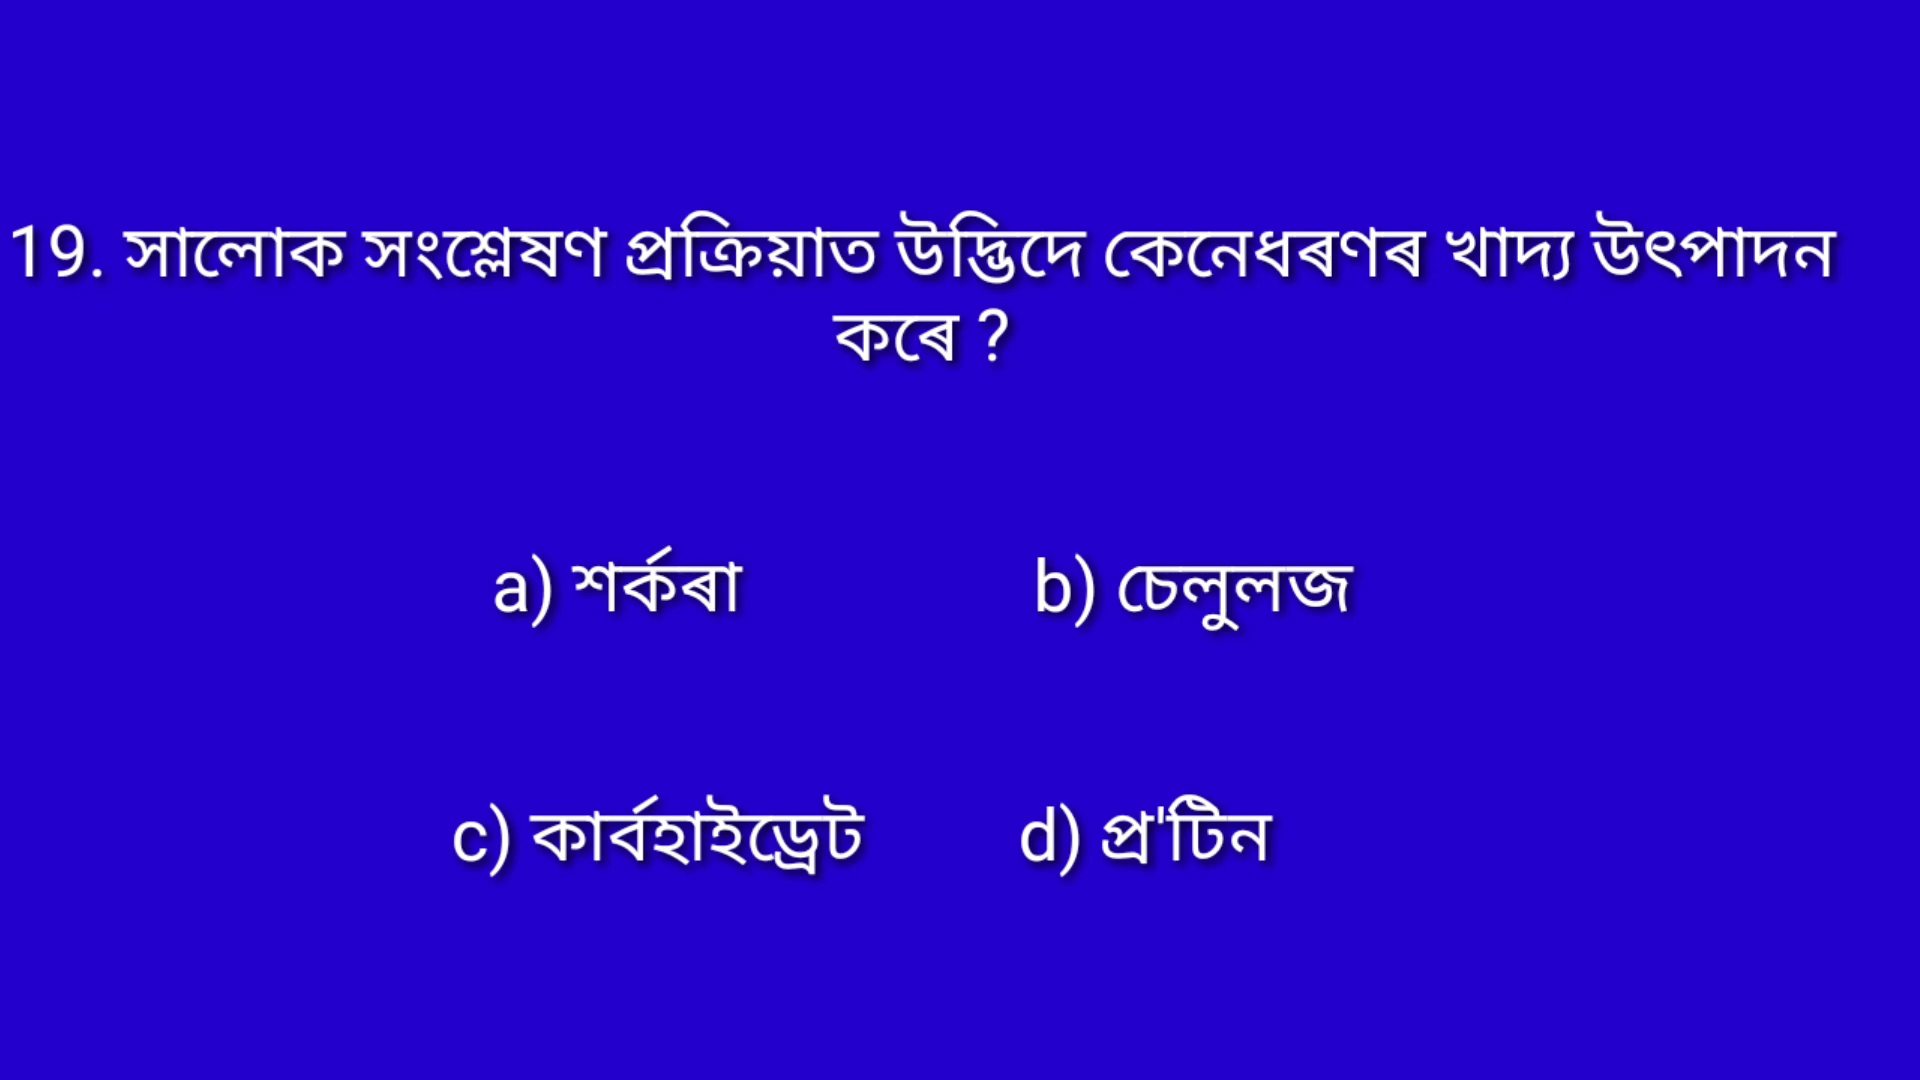 19. সালোক সংশ্লেষণ প্ৰক্ৰিয়াত উদ্ভিদে কেনেধৰণৰ খাদ্য উৎপাদন
কৰে ?
a) শৰ্কৰা b) চেলুলজ
c) কাৰ্বহাইড্ৰেট d) প্ৰ'টিন